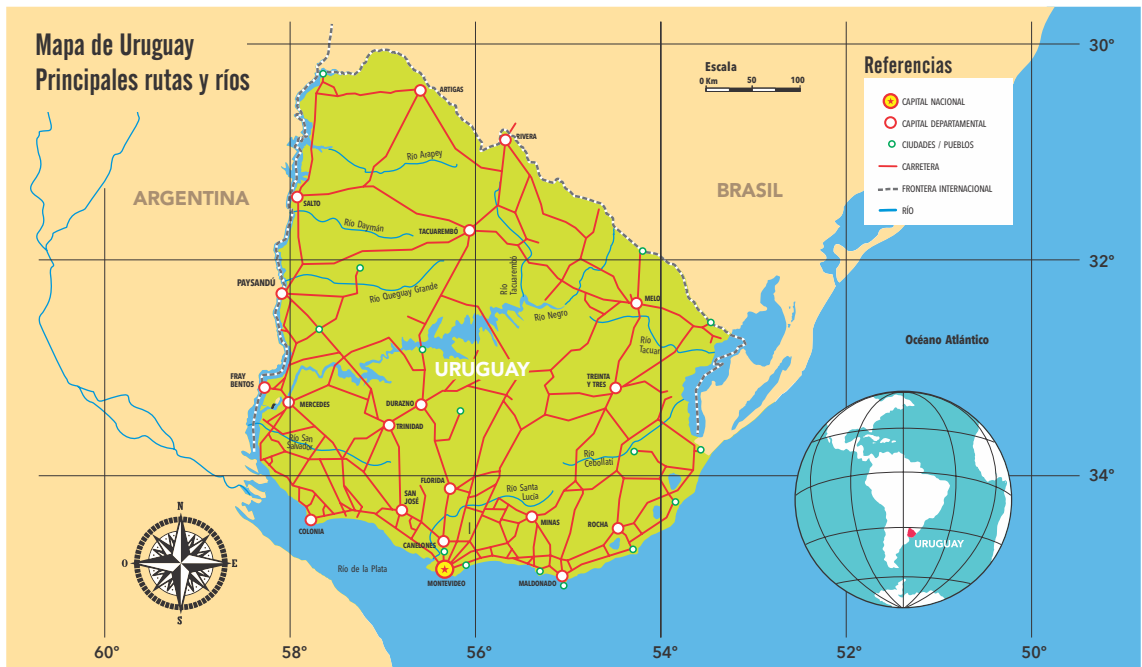 Mapa de Uruguay
Principales rutas y ríos
Escala
0 Km 50 100
Referencias
CAPITAL NACIONAL
CAPITAL DEPARTAMENTAL
CIUDADES / PUEBLOS
CARRETERA
FRONTERA INTERNACIONAL
RÍO
30°
32°
34°
ARTIGAS
RIVERA
Río Arapey
ARGENTINA
BRASIL
SALTO
Río Daymán
TACUAREMBÓ
PAYSANDÚ
Río Queguay Grande
Río
Tacuarembó
MELO
Río Negro
Río
Tacuarí
Océano Atlántico
URUGUAY
FRAY
BENTOS
MERCEDES
DURAZNO
TREINTA
Y TRES
TRINIDAD
Río San
Salvador
Río
Cebollatí
FLORIDA
SAN
JOSÉ
Río Santa
Lucía
COLONIA
MINAS
ROCHA
CANELONES
Río de la Plata
MONTEVIDEO
MALDONADO
N
O
E
S
URUGUAY
60°
58°
56°
54°
52°
50°